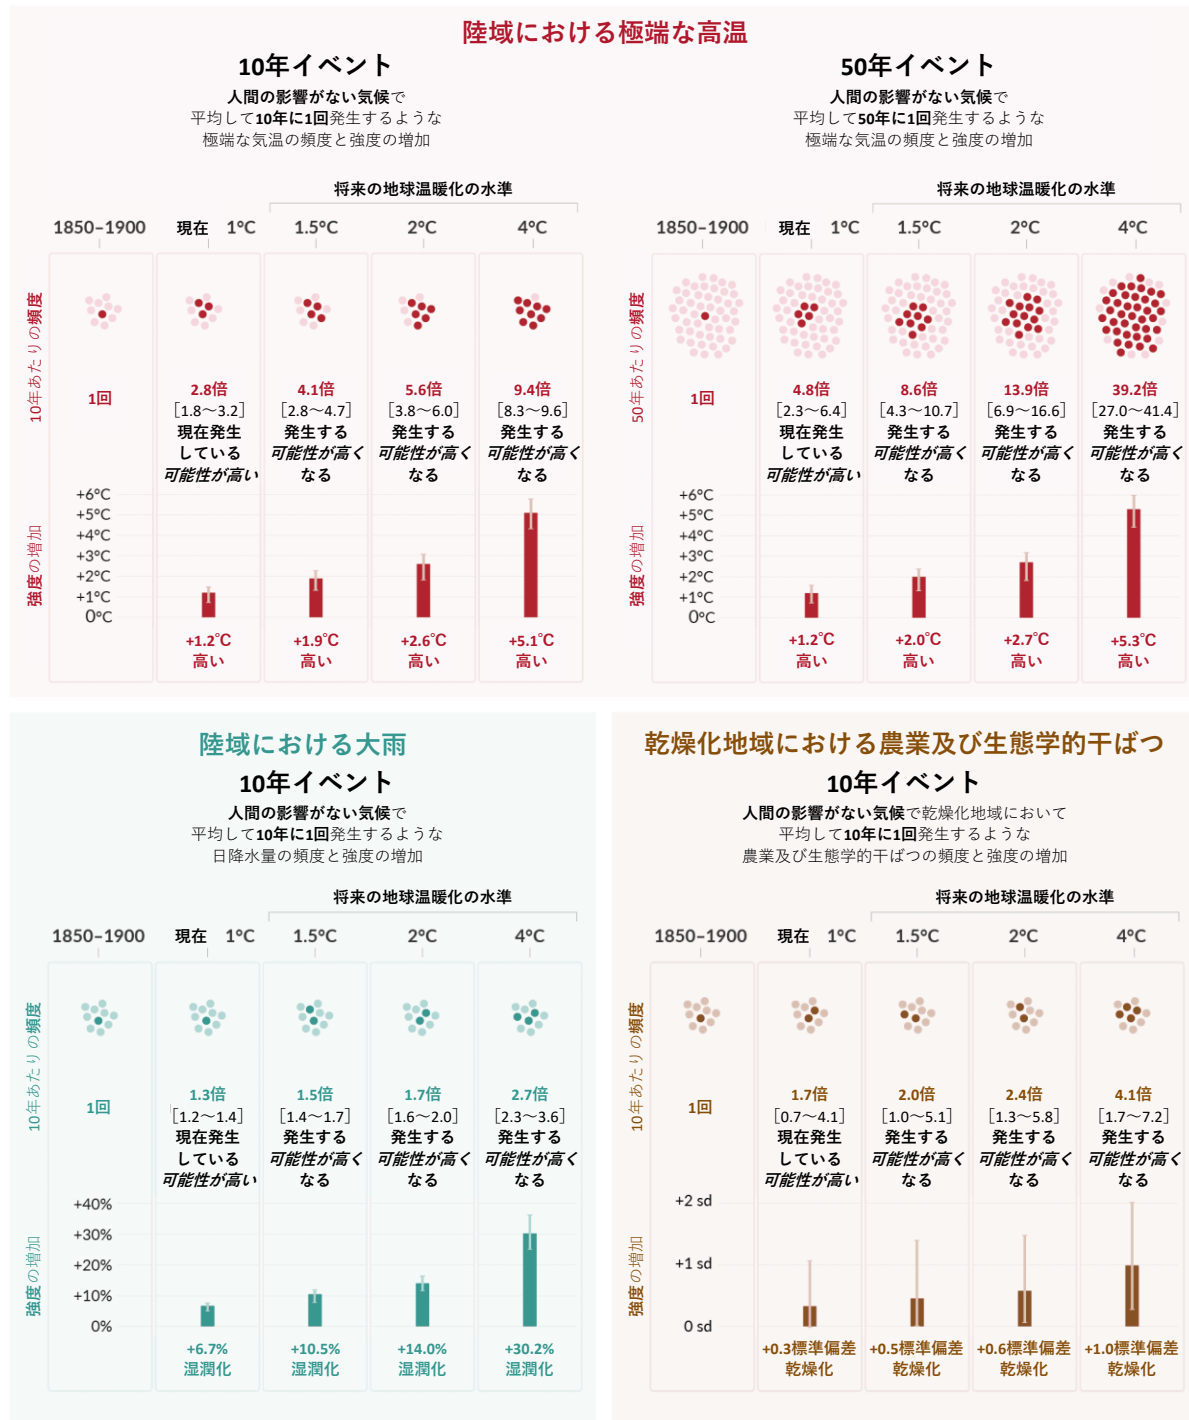 陸域における極端な高温
10年イベント
人間の影響がない気候で
平均して10年に1回発生するような
極端な気温の頻度と強度の増加
将来の地球温暖化の水準
1850–1900 現在 1°C 1.5°C 2°C 4°C
10年あたりの頻度
1回
2.8倍
[1.8～3.2]
現在発生
している
可能性が高い
4.1倍
[2.8～4.7]
発生する
可能性が高く
なる
5.6倍
[3.8～6.0]
発生する
可能性が高く
なる
9.4倍
[8.3～9.6]
発生する
可能性が高く
なる
強度の増加
+6°C
+5°C
+4°C
+3°C
+2°C
+1°C
0°C
+1.2℃
高い
+1.9℃
高い
+2.6℃
高い
+5.1℃
高い
50年イベント
人間の影響がない気候で
平均して50年に1回発生するような
極端な気温の頻度と強度の増加
将来の地球温暖化の水準
1850–1900 現在 1°C 1.5°C 2°C 4°C
50年あたりの頻度
1回
4.8倍
[2.3～6.4]
現在発生
している
可能性が高い
8.6倍
[4.3～10.7]
発生する
可能性が高く
なる
13.9倍
[6.9～16.6]
発生する
可能性が高く
なる
39.2倍
[27.0～41.4]
発生する
可能性が高く
なる
強度の増加
+6°C
+5°C
+4°C
+3°C
+2°C
+1°C
0°C
+1.2℃
高い
+2.0℃
高い
+2.7℃
高い
+5.3℃
高い
陸域における大雨
10年イベント
人間の影響がない気候で
平均して10年に1回発生するような
日降水量の頻度と強度の増加
将来の地球温暖化の水準
1850–1900 現在 1°C 1.5°C 2°C 4°C
10年あたりの頻度
1回
1.3倍
[1.2～1.4]
現在発生
している
可能性が高い
1.5倍
[1.4～1.7]
発生する
可能性が高く
なる
1.7倍
[1.6～2.0]
発生する
可能性が高く
なる
2.7倍
[2.3～3.6]
発生する
可能性が高く
なる
強度の増加
+40%
+30%
+20%
+10%
0%
+6.7%
湿潤化
+10.5%
湿潤化
+14.0%
湿潤化
+30.2%
湿潤化
乾燥化地域における農業及び生態学的干ばつ
10年イベント
人間の影響がない気候で乾燥化地域において
平均して10年に1回発生するような
農業及び生態学的干ばつの頻度と強度の増加
将来の地球温暖化の水準
1850–1900 現在 1°C 1.5°C 2°C 4°C
10年あたりの頻度
1回
1.7倍
[0.7～4.1]
現在発生
している
可能性が高い
2.0倍
[1.0～5.1]
発生する
可能性が高く
なる
2.4倍
[1.3～5.8]
発生する
可能性が高く
なる
4.1倍
[1.7～7.2]
発生する
可能性が高く
なる
強度の増加
+2 sd
+1 sd
0 sd
+0.3標準偏差
乾燥化
+0.5標準偏差
乾燥化
+0.6標準偏差
乾燥化
+1.0標準偏差
乾燥化